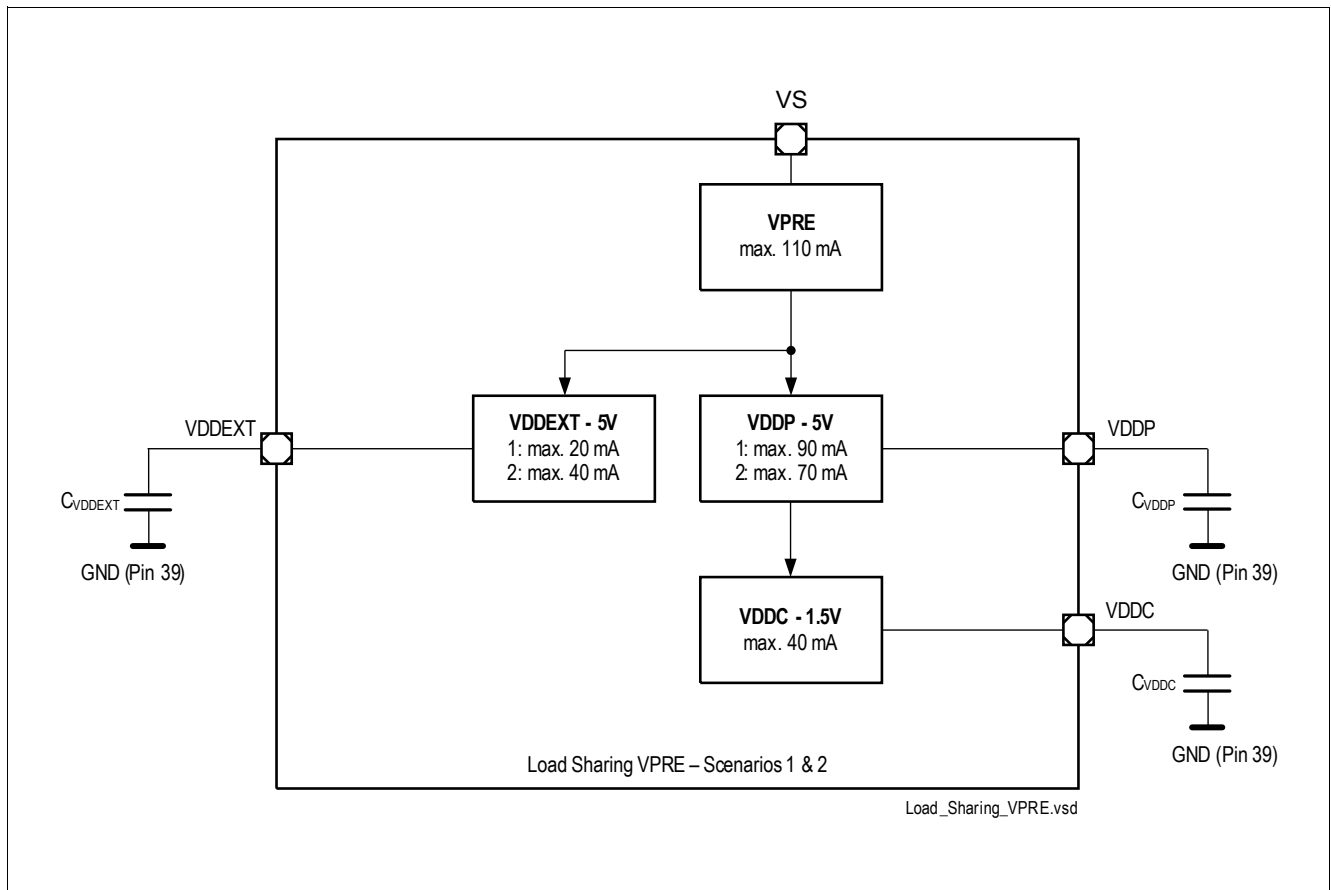 VS
VPRE
max. 110 mA
VDDEXT
VDDEXT - 5V
1: max. 20 mA
2: max. 40 mA
VDDP - 5V
1: max. 90 mA
2: max. 70 mA
VDDP
CVDDEXT
GND (Pin 39)
CVDDP
GND (Pin 39)
VDDC - 1.5V
max. 40 mA
VDDC
CVDDC
GND (Pin 39)
Load Sharing VPRE – Scenarios 1 & 2
Load_Sharing_VPRE.vsd